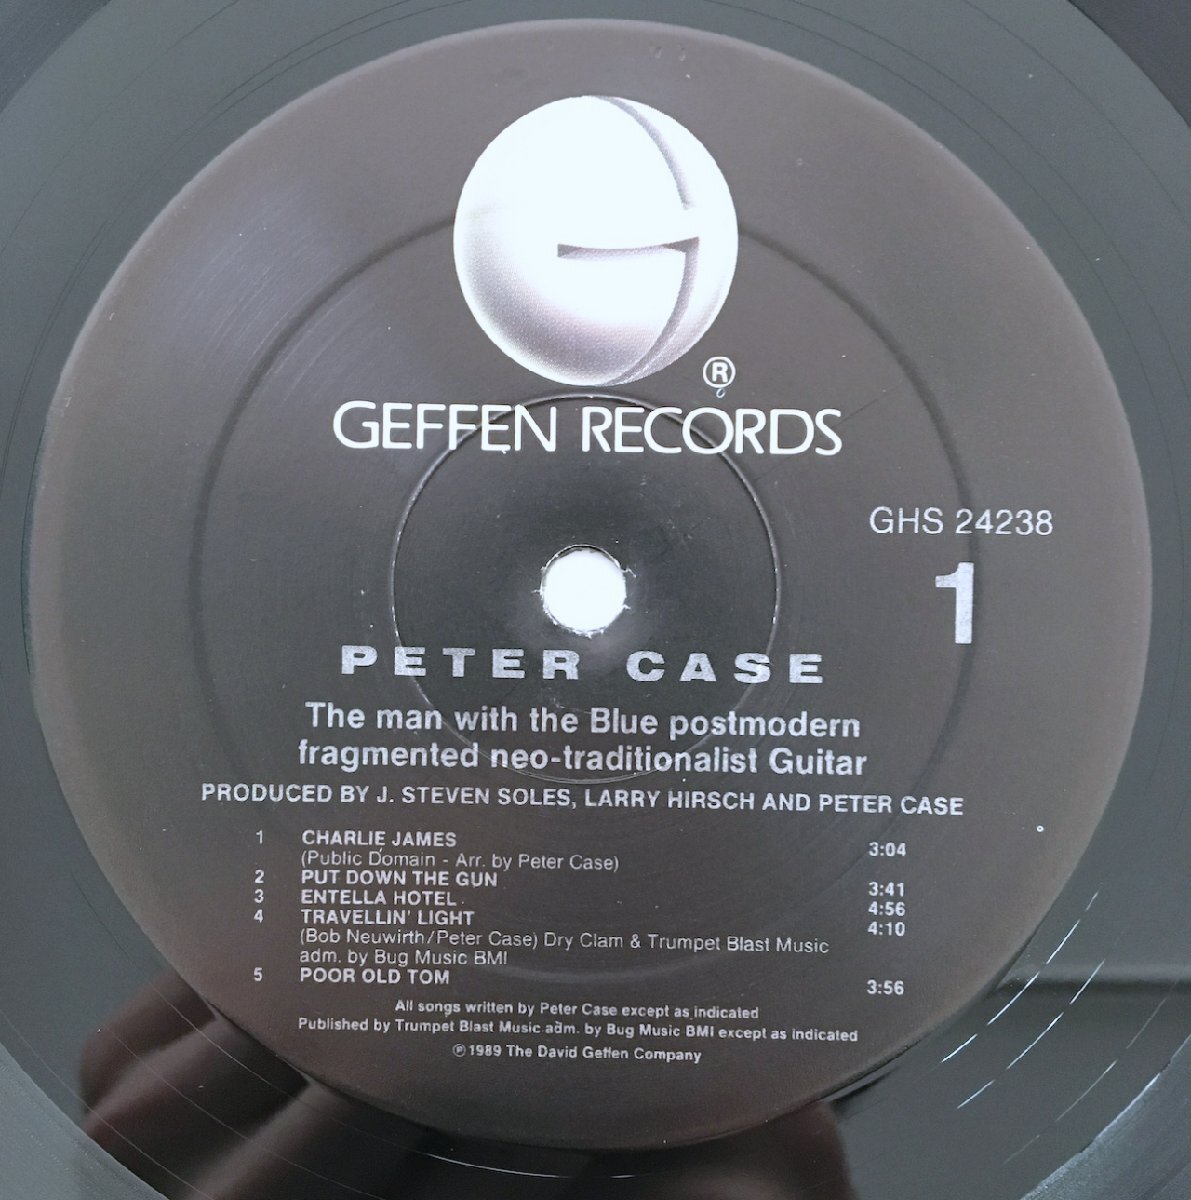 ®
GEFFEN RECORDS
GHS 24238
1
PETER CASE
The man with the Blue postmodern
fragmented neo-traditionalist Guitar
PRODUCED BY J. STEVEN SOLES, LARRY HIRSCH AND PETER CASE
1 CHARLIE JAMES 3:04
(Public Domain - Arr. by Peter Case)
2 PUT DOWN THE GUN 3:41
3 ENTELLA HOTEL 4:56
4 TRAVELLIN' LIGHT 4:10
(Bob Neuwirth/Peter Case) Dry Clam & Trumpet Blast Music
adm. by Bug Music BMI
5 POOR OLD TOM 3:56
All songs written by Peter Case except as indicated
Published by Trumpet Blast Music adm. by Bug Music BMI except as indicated
℗ 1989 The David Geffen Company